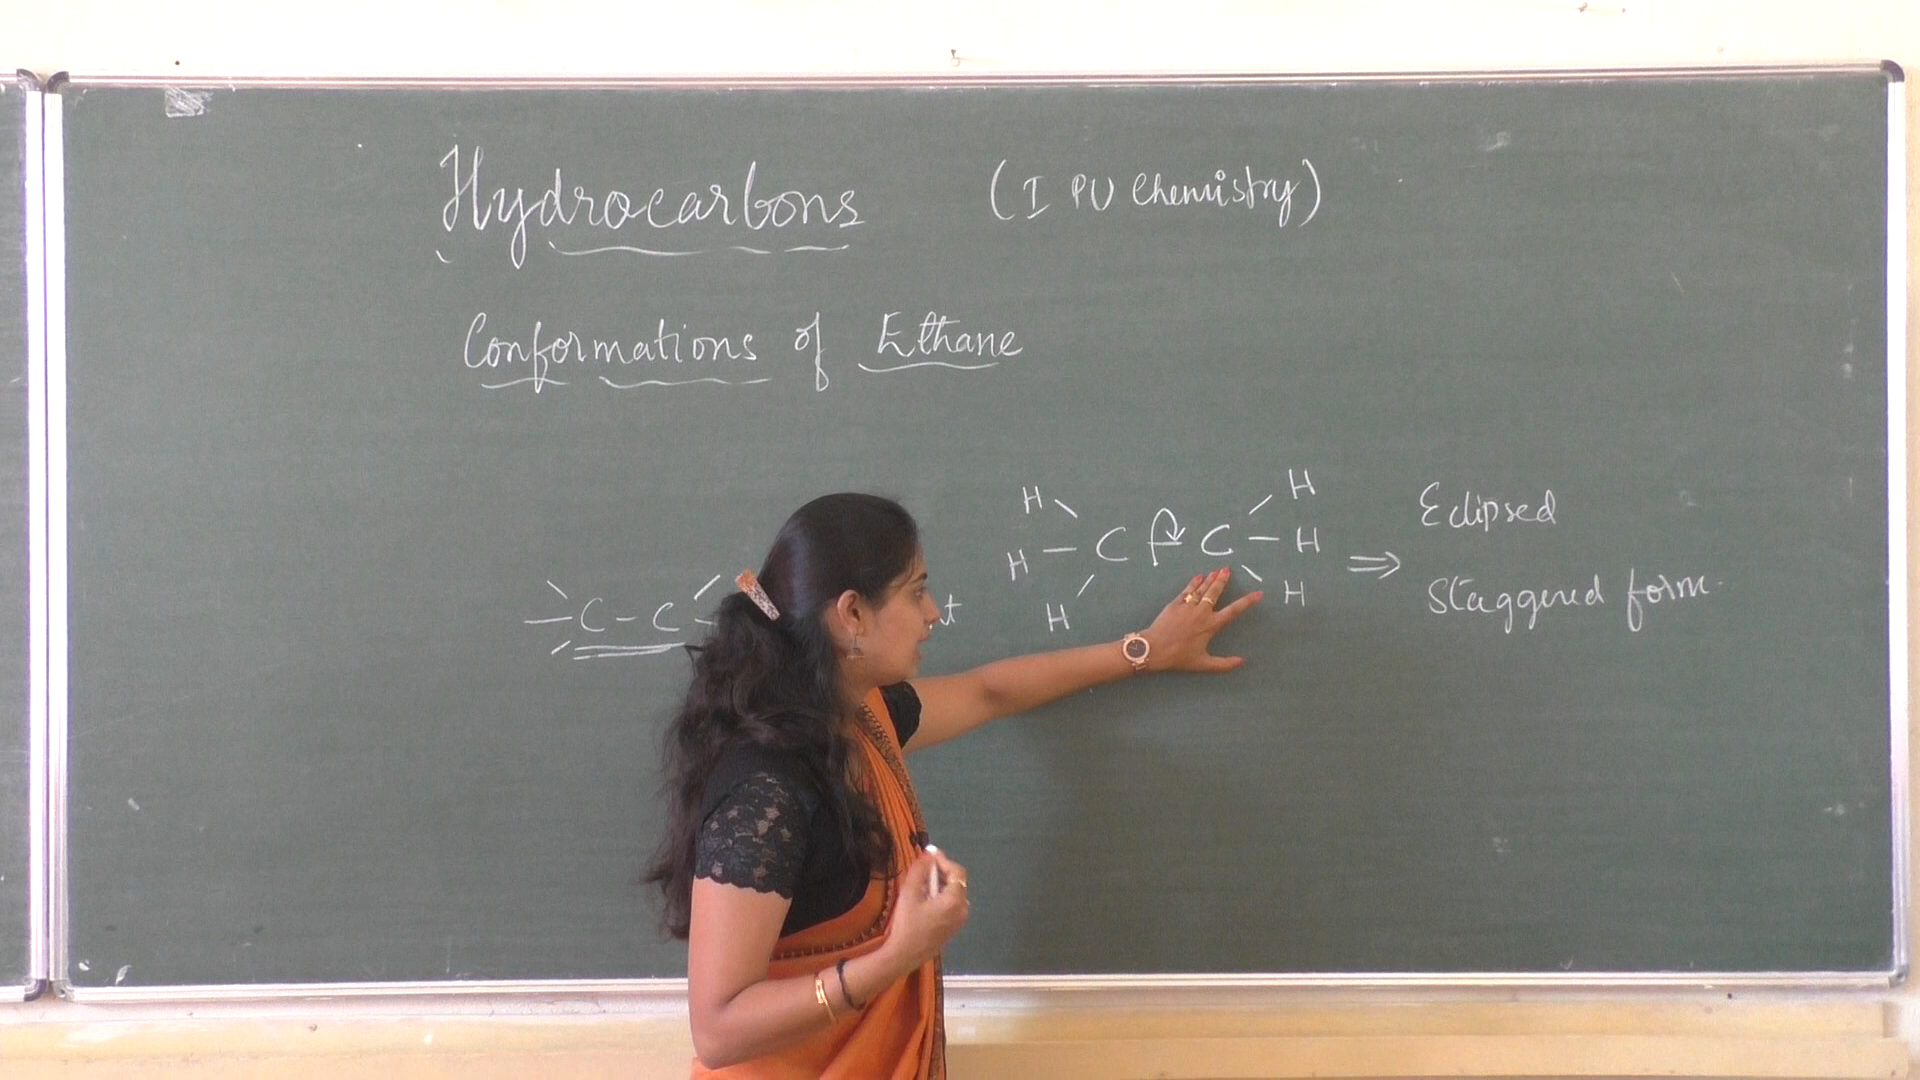 Hydrocarbons (I PU Chemistry)
Conformations of Ethane
H H
H - C - C - H
H H
⇒ Eclipsed
Staggered form
- C - C -